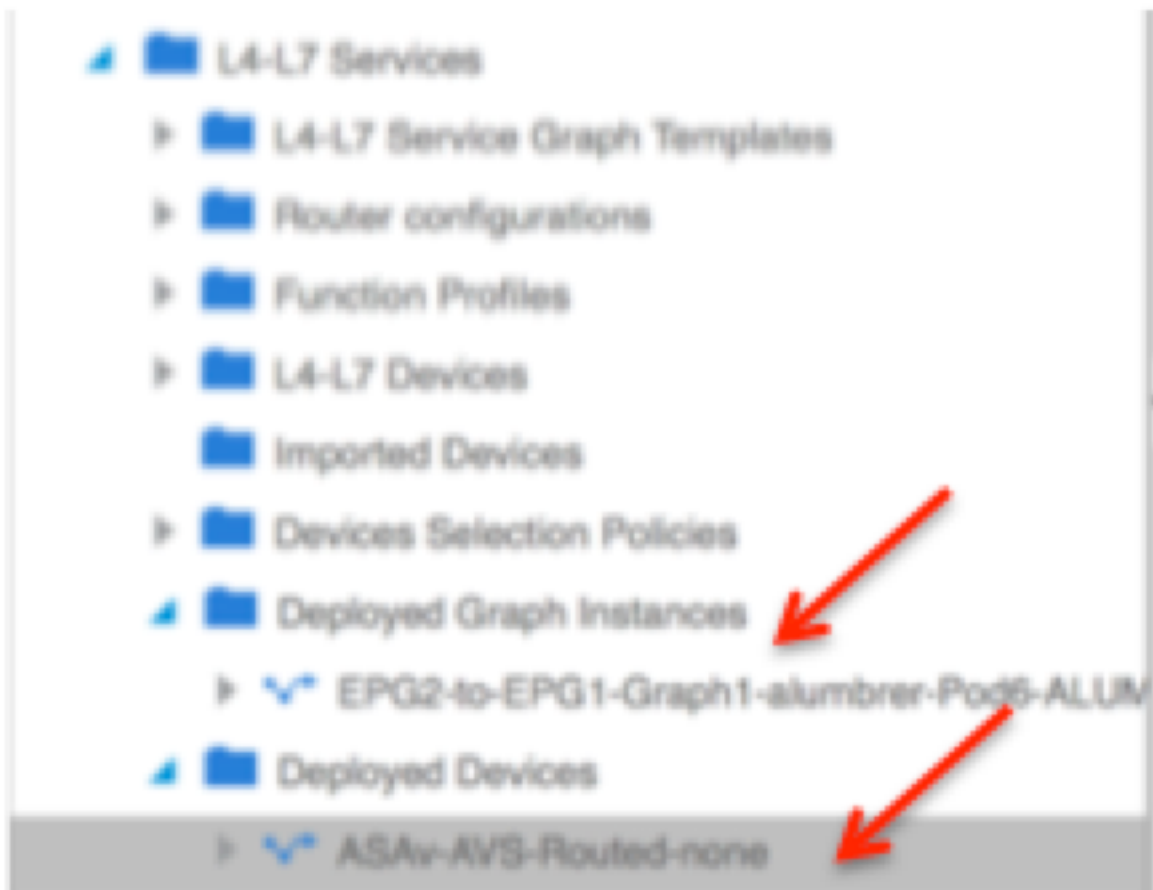 L4-L7 Services
L4-L7 Service Graph Templates
Router configurations
Function Profiles
L4-L7 Devices
Imported Devices
Devices Selection Policies
Deployed Graph Instances
EPG2-to-EPG1-Graph1-alumbrer-Pod6-ALUM
Deployed Devices
ASAv-AVS-Routed-none